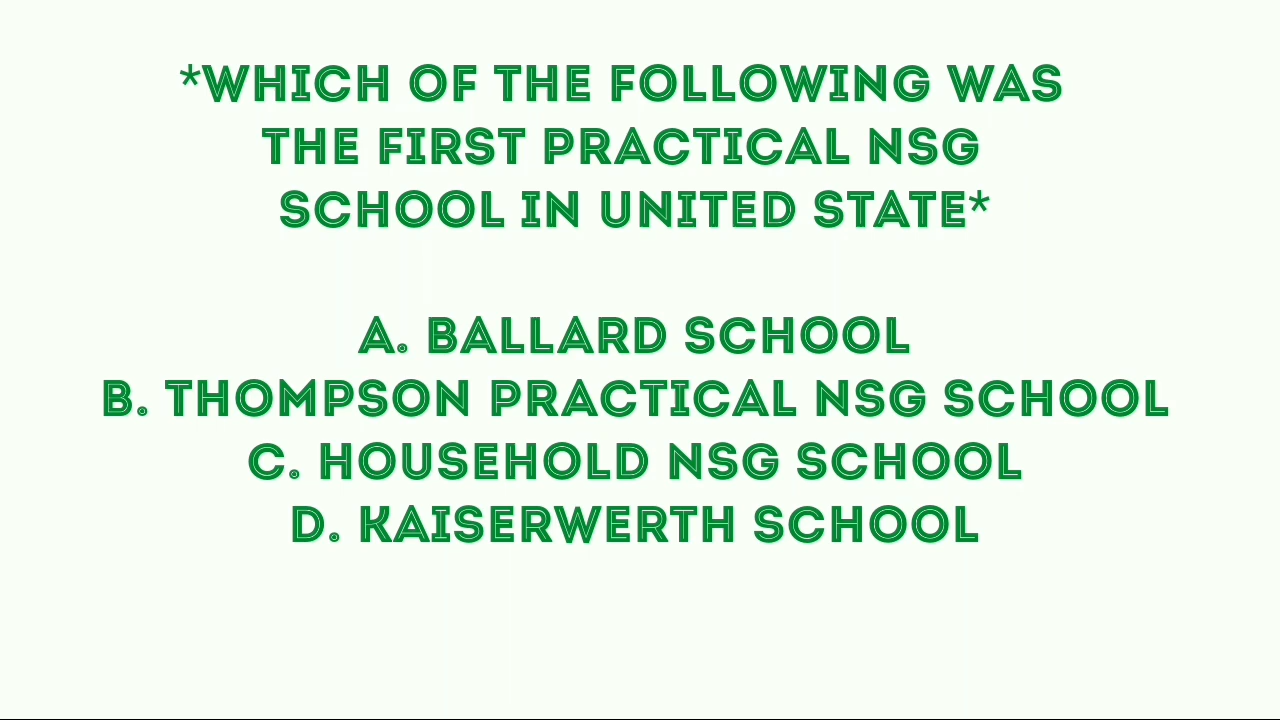 *WHICH OF THE FOLLOWING WAS
THE FIRST PRACTICAL NSG
SCHOOL IN UNITED STATE*
A. BALLARD SCHOOL
B. THOMPSON PRACTICAL NSG SCHOOL
C. HOUSEHOLD NSG SCHOOL
D. KAISERWERTH SCHOOL